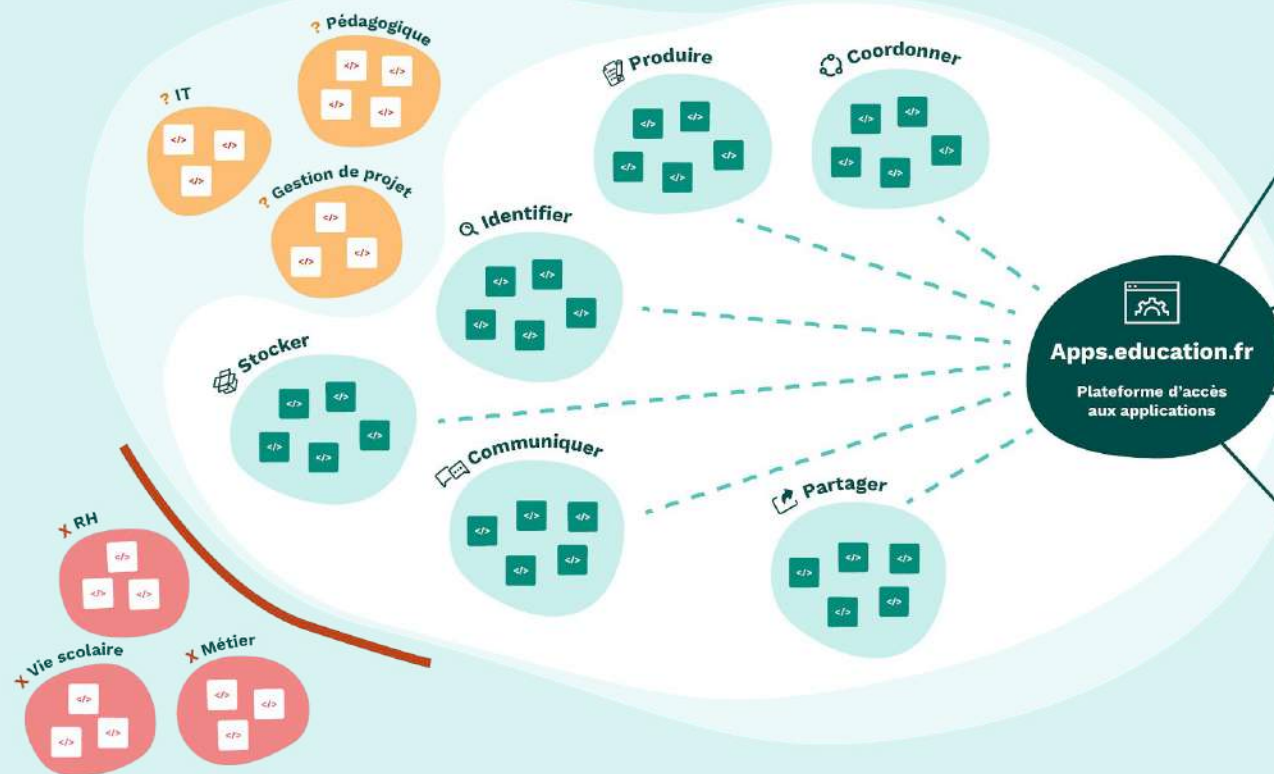 ? Pédagogique
? IT
? Gestion de projet
Produire
Coordonner
Identifier
Stocker
Communiquer
Partager
Apps.education.fr
Plateforme d'accès
aux applications
X RH
X Vie scolaire
X Métier